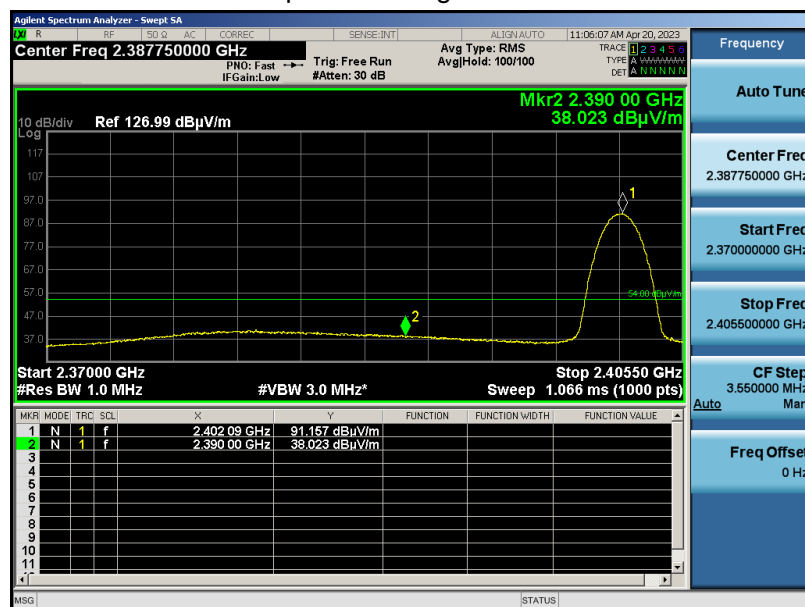 Agilent Spectrum Analyzer - Swept SA
LXI R RF 50 Ω AC CORREC SENSE:INT ALIGN AUTO 11:06:07 AM Apr 20, 2023
Center Freq 2.387750000 GHz
PNO: Fast
IFGain:Low
Trig: Free Run
#Atten: 30 dB
Avg Type: RMS
Avg|Hold: 100/100
TRACE 1 2 3 4 5 6
TYPE A WWWWW
DET A N N N N N
Mkr2 2.390 00 GHz
38.023 dBµV/m
10 dB/div Ref 126.99 dBµV/m
Log
117
107
97.0
87.0
77.0
67.0
57.0
47.0
37.0
1
2
54.00 dBµV/m
Start 2.37000 GHz Stop 2.40550 GHz
#Res BW 1.0 MHz #VBW 3.0 MHz* Sweep 1.066 ms (1000 pts)
MKR MODE TRC SCL X Y FUNCTION FUNCTION WIDTH FUNCTION VALUE
1 N 1 f 2.402 09 GHz 91.157 dBµV/m
2 N 1 f 2.390 00 GHz 38.023 dBµV/m
3
4
5
6
7
8
9
10
11
MSG STATUS
Frequency
Auto Tune
Center Freq
2.387750000 GHz
Start Freq
2.370000000 GHz
Stop Freq
2.405500000 GHz
CF Step
3.550000 MHz
Auto Man
Freq Offset
0 Hz